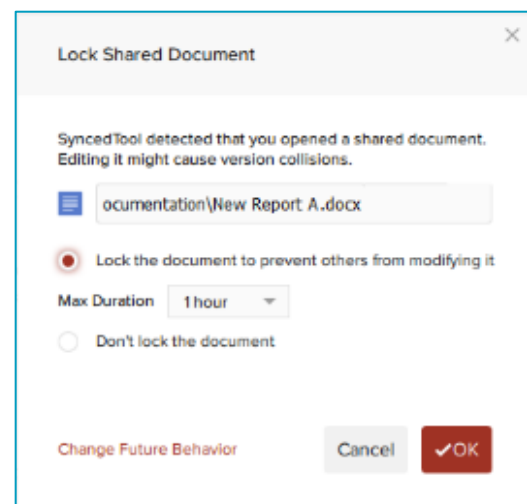 Lock Shared Document
SyncedTool detected that you opened a shared document.
Editing it might cause version collisions.
ocumentation\New Report A.docx
Lock the document to prevent others from modifying it
Max Duration 1 hour
Don't lock the document
Change Future Behavior Cancel OK